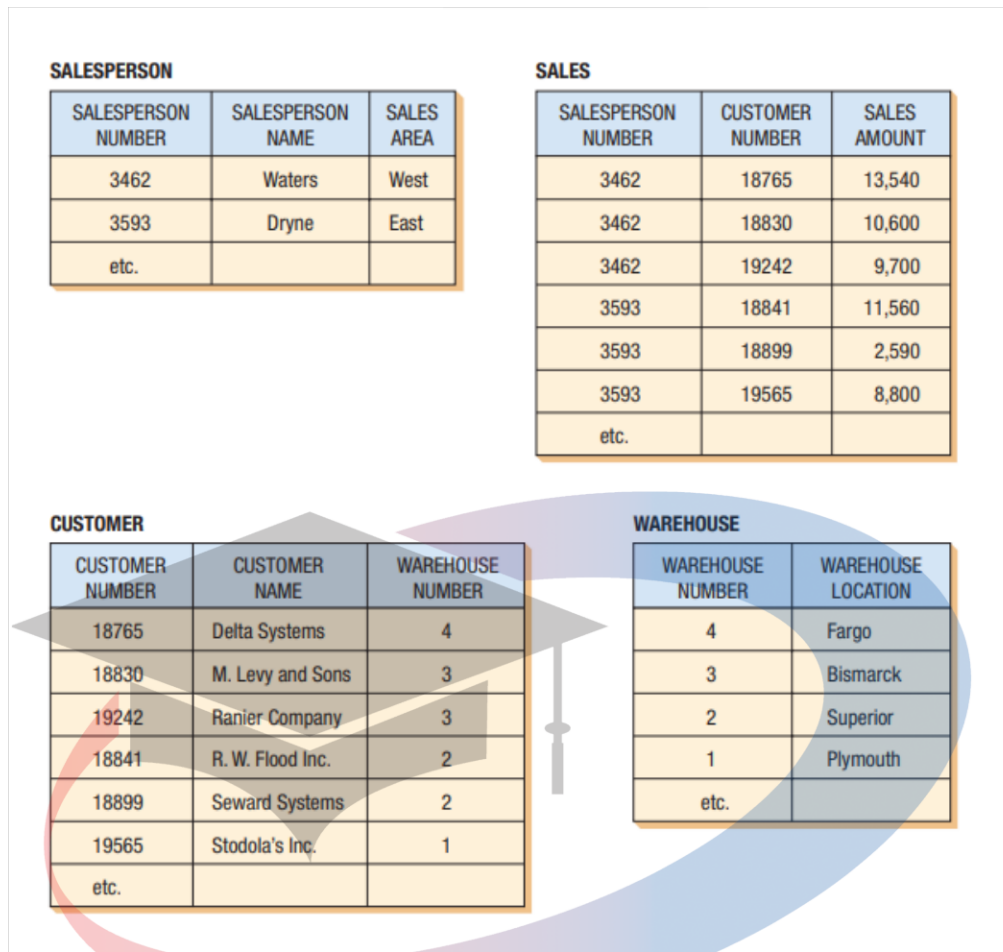 SALESPERSON
SALESPERSON NUMBER SALESPERSON NAME SALES AREA
3462 Waters West
3593 Dryne East
etc.
SALES
SALESPERSON NUMBER CUSTOMER NUMBER SALES AMOUNT
3462 18765 13,540
3462 18830 10,600
3462 19242 9,700
3593 18841 11,560
3593 18899 2,590
3593 19565 8,800
etc.
CUSTOMER
CUSTOMER NUMBER CUSTOMER NAME WAREHOUSE NUMBER
18765 Delta Systems 4
18830 M. Levy and Sons 3
19242 Ranier Company 3
18841 R. W. Flood Inc. 2
18899 Seward Systems 2
19565 Stodola's Inc. 1
etc.
WAREHOUSE
WAREHOUSE NUMBER WAREHOUSE LOCATION
4 Fargo
3 Bismarck
2 Superior
1 Plymouth
etc.